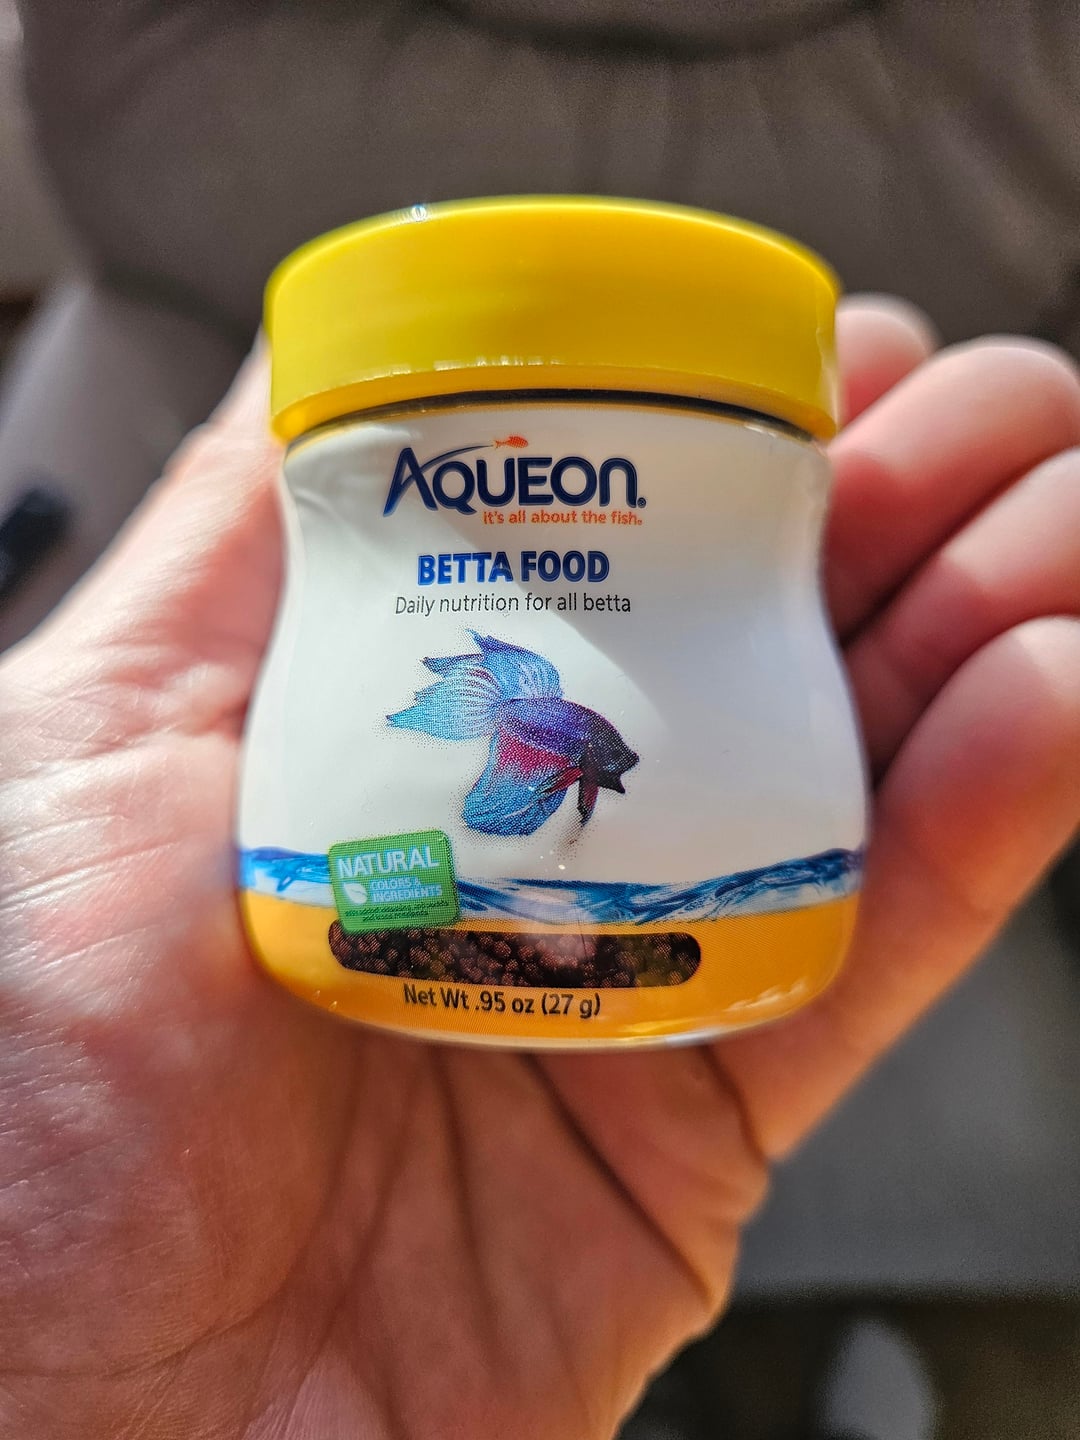 AQUEON®
it's all about the fish®
BETTA FOOD
Daily nutrition for all betta
NATURAL
COLORS &
INGREDIENTS
Net Wt .95 oz (27 g)